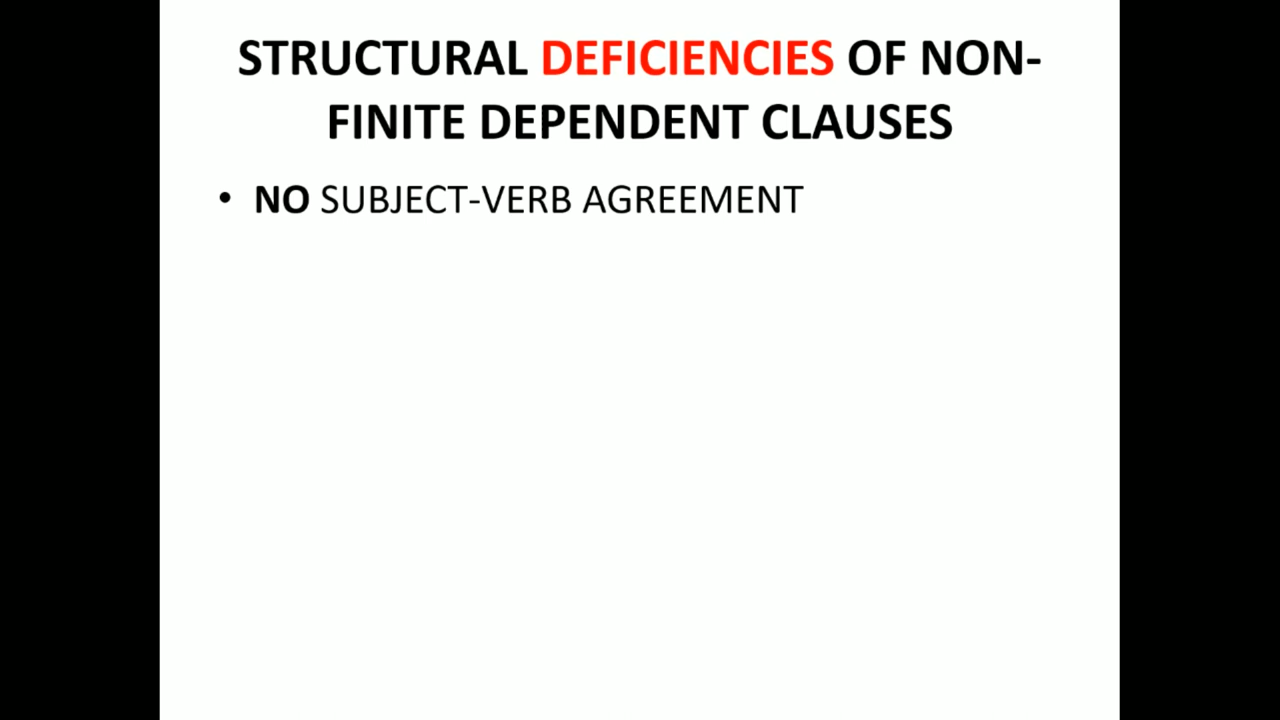 STRUCTURAL DEFICIENCIES OF NON-
FINITE DEPENDENT CLAUSES
• NO SUBJECT-VERB AGREEMENT